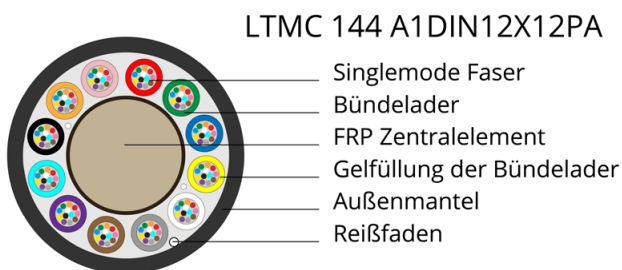 LTMC 144 A1DIN12X12PA
Singlemode Faser
Bündelader
FRP Zentralelement
Gelfüllung der Bündelader
Außenmantel
Reißfaden